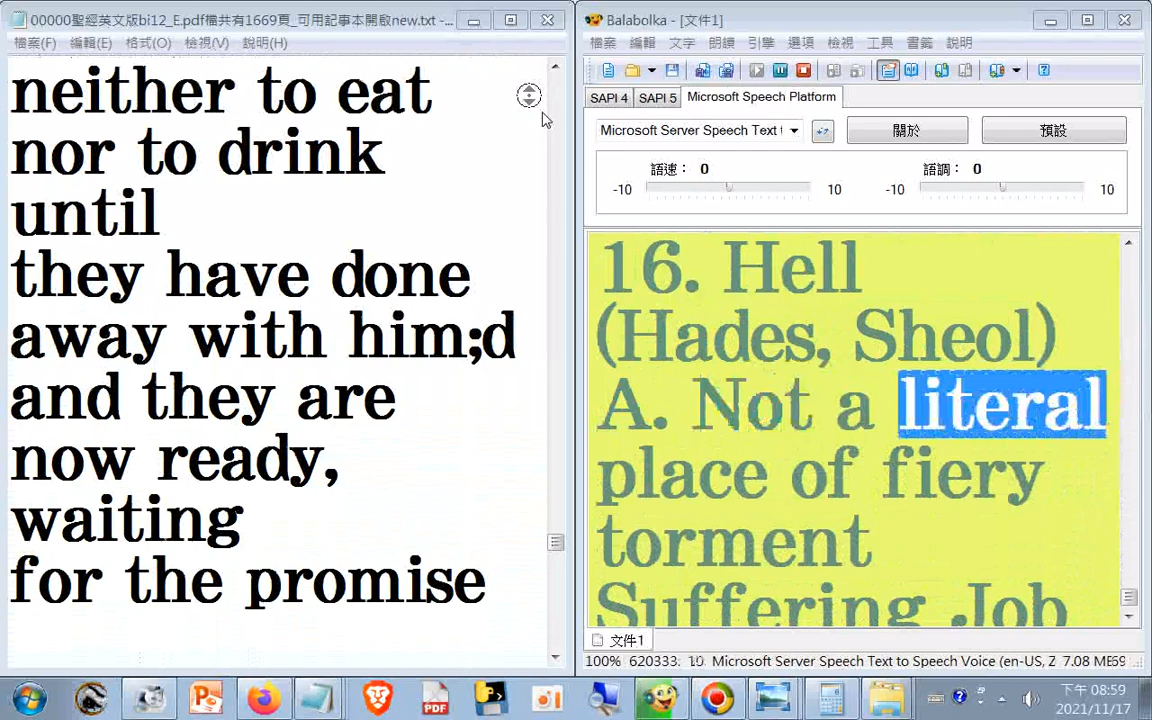 00000聖經英文版bi12_E.pdf檔共有1669頁_可用記事本開啟new.txt -...
檔案(F) 編輯(E) 格式(O) 檢視(V) 說明(H)
neither to eat
nor to drink
until
they have done
away with him;d
and they are
now ready,
waiting
for the promise
Balabolka - [文件1]
檔案 編輯 文字 朗讀 引擎 選項 檢視 工具 書籤 說明
SAPI 4 SAPI 5 Microsoft Speech Platform
Microsoft Server Speech Text t 關於 預設
語速： 0 語調： 0
-10 10 -10 10
16. Hell
(Hades, Sheol)
A. Not a literal
place of fiery
torment
Suffering Job
文件1
100% 620333: 10 Microsoft Server Speech Text to Speech Voice (en-US, Z 7.08 ME
PDF
下午 08:59
2021/11/17